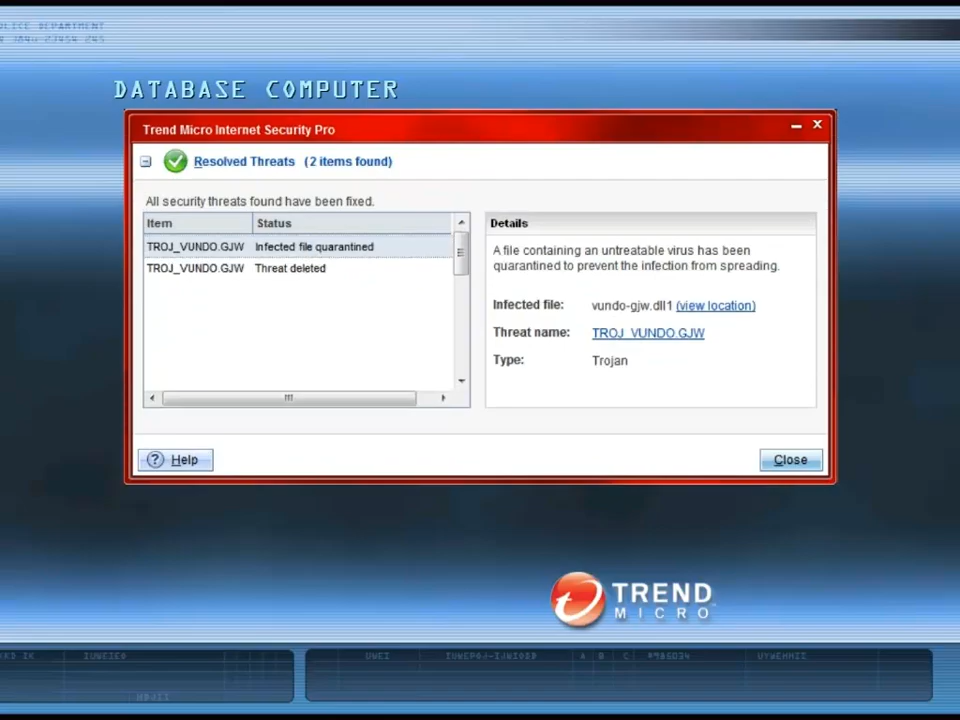 POLICE DEPARTMENT
DATABASE COMPUTER
Trend Micro Internet Security Pro
Resolved Threats (2 items found)
All security threats found have been fixed.
Item Status
TROJ_VUNDO.GJW Infected file quarantined
TROJ_VUNDO.GJW Threat deleted
Details
A file containing an untreatable virus has been
quarantined to prevent the infection from spreading.
Infected file: vundo-gjw.dll1 (view location)
Threat name: TROJ_VUNDO.GJW
Type: Trojan
? Help
Close
TREND
MICRO
A B C